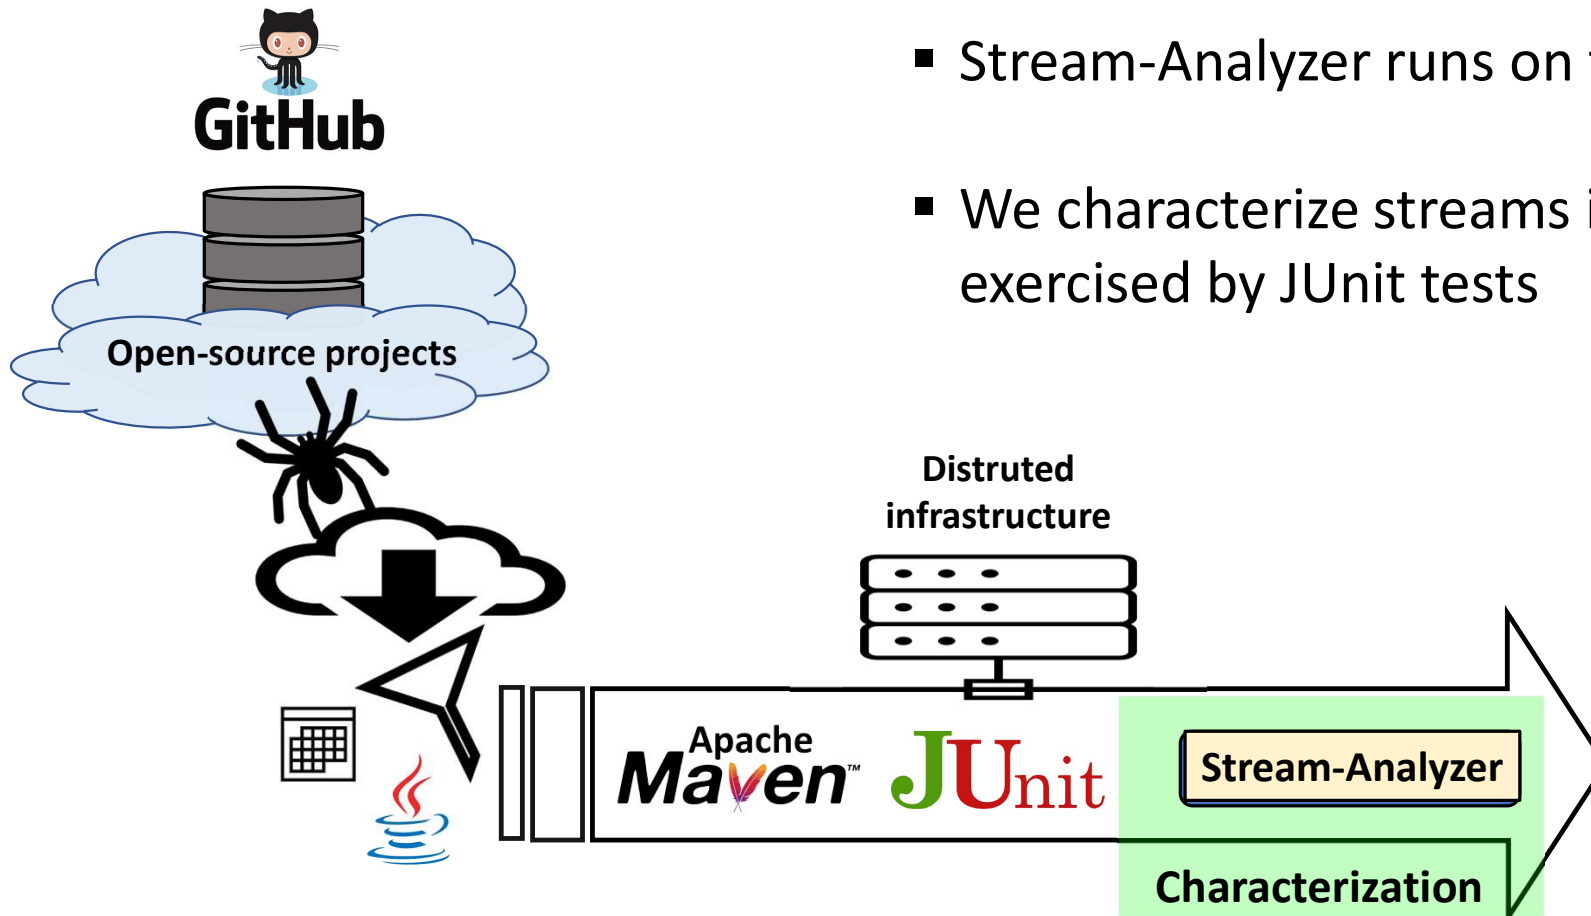 GitHub
▪ Stream-Analyzer runs on
▪ We characterize streams
exercised by JUnit tests
Open-source projects
Distruted
infrastructure
Apache
Maven™
JUnit
Stream-Analyzer
Characterization